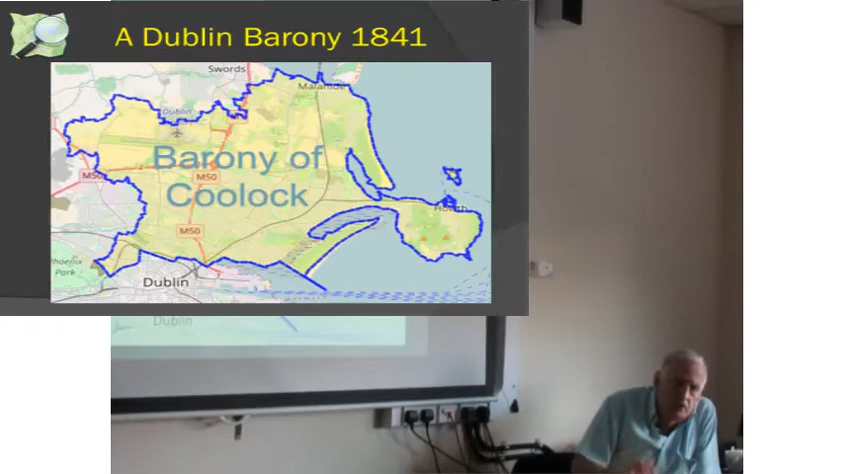 A Dublin Barony 1841
Swords
Malahide
Dublin
Barony of
Coolock
M50
M50
M50
Howth
Phoenix
Park
Dublin
Dublin